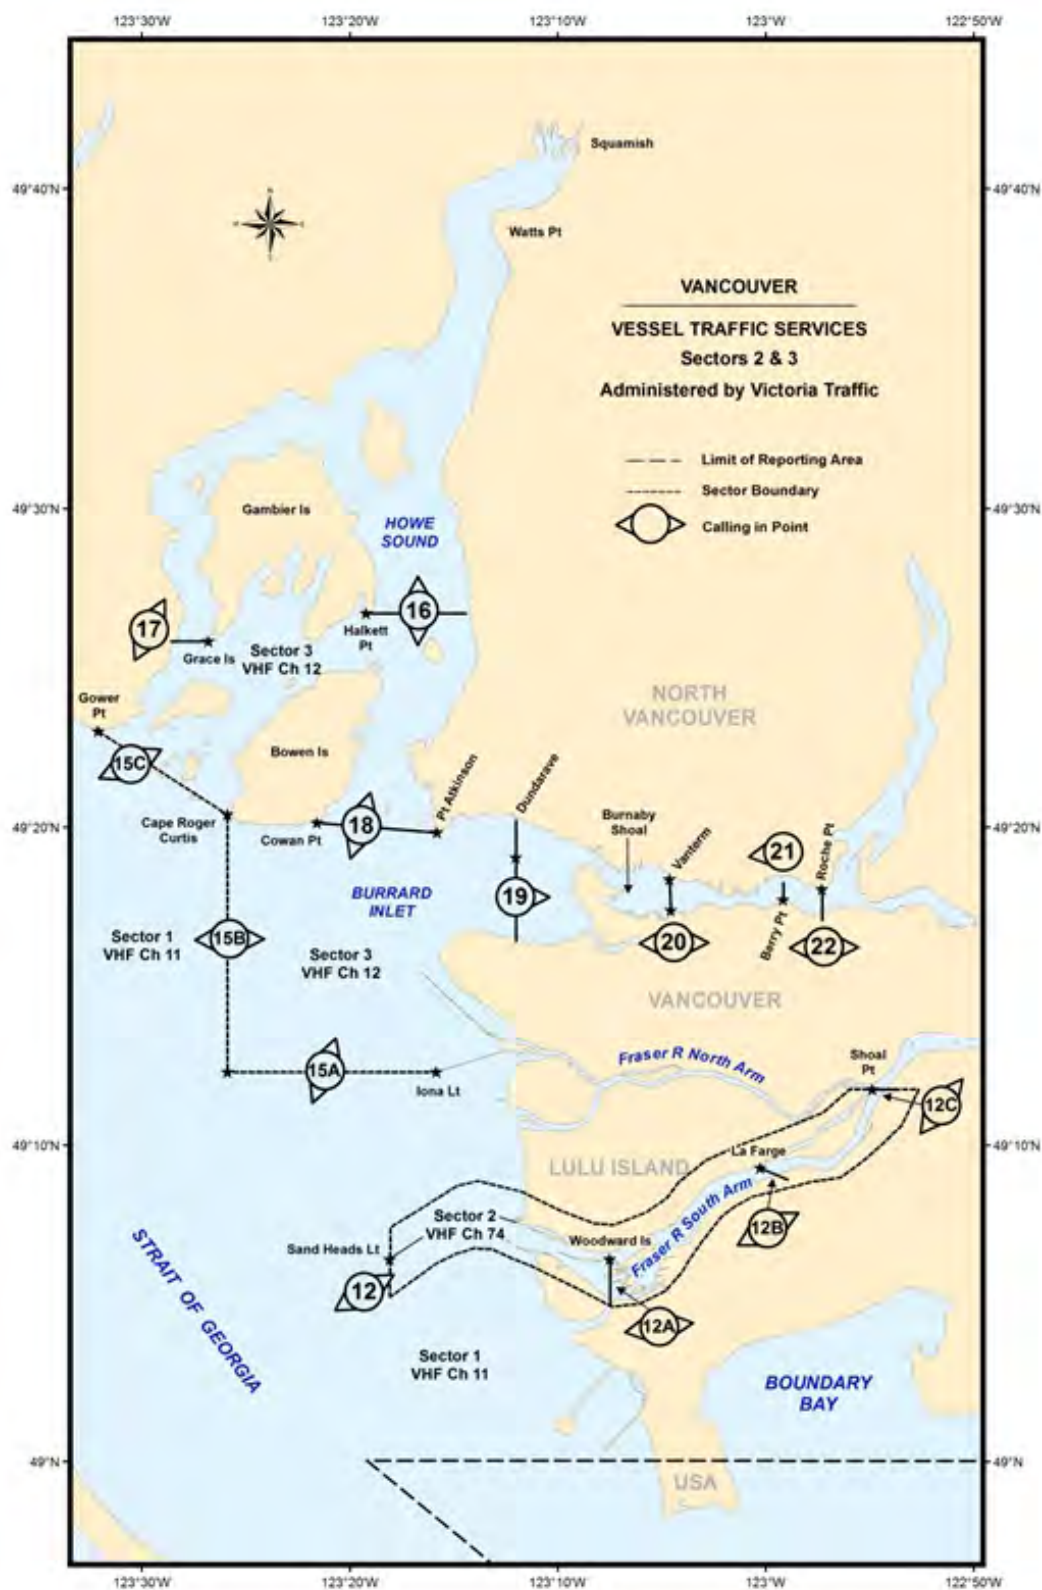 123°30'W
123°20'W
123°10'W
123°W
122°50'W
49°40'N
49°40'N
Squamish
N
Watts Pt
VANCOUVER
VESSEL TRAFFIC SERVICES
Sectors 2 & 3
Administered by Victoria Traffic
Limit of Reporting Area
Sector Boundary
Calling in Point
49°30'N
49°30'N
Gambier Is
HOWE
SOUND
16
17
Halkett
Pt
Grace Is
Sector 3
VHF Ch 12
Gower
Pt
NORTH
VANCOUVER
Bowen Is
15C
Pt Atkinson
Dundarave
49°20'N
49°20'N
Cape Roger
Curtis
Cowan Pt
18
Burnaby
Shoal
Vanterm
21
Roche Pt
BURRARD
INLET
19
Berry Pt
Sector 1
VHF Ch 11
15B
Sector 3
VHF Ch 12
20
22
VANCOUVER
Fraser R North Arm
Shoal
Pt
15A
Iona Lt
12C
49°10'N
49°10'N
LULU ISLAND
La Farge
Sector 2
VHF Ch 74
Fraser R South Arm
12B
Sand Heads Lt
Woodward Is
12
12A
STRAIT OF GEORGIA
Sector 1
VHF Ch 11
BOUNDARY
BAY
49°N
49°N
USA
123°30'W
123°20'W
123°10'W
123°W
122°50'W